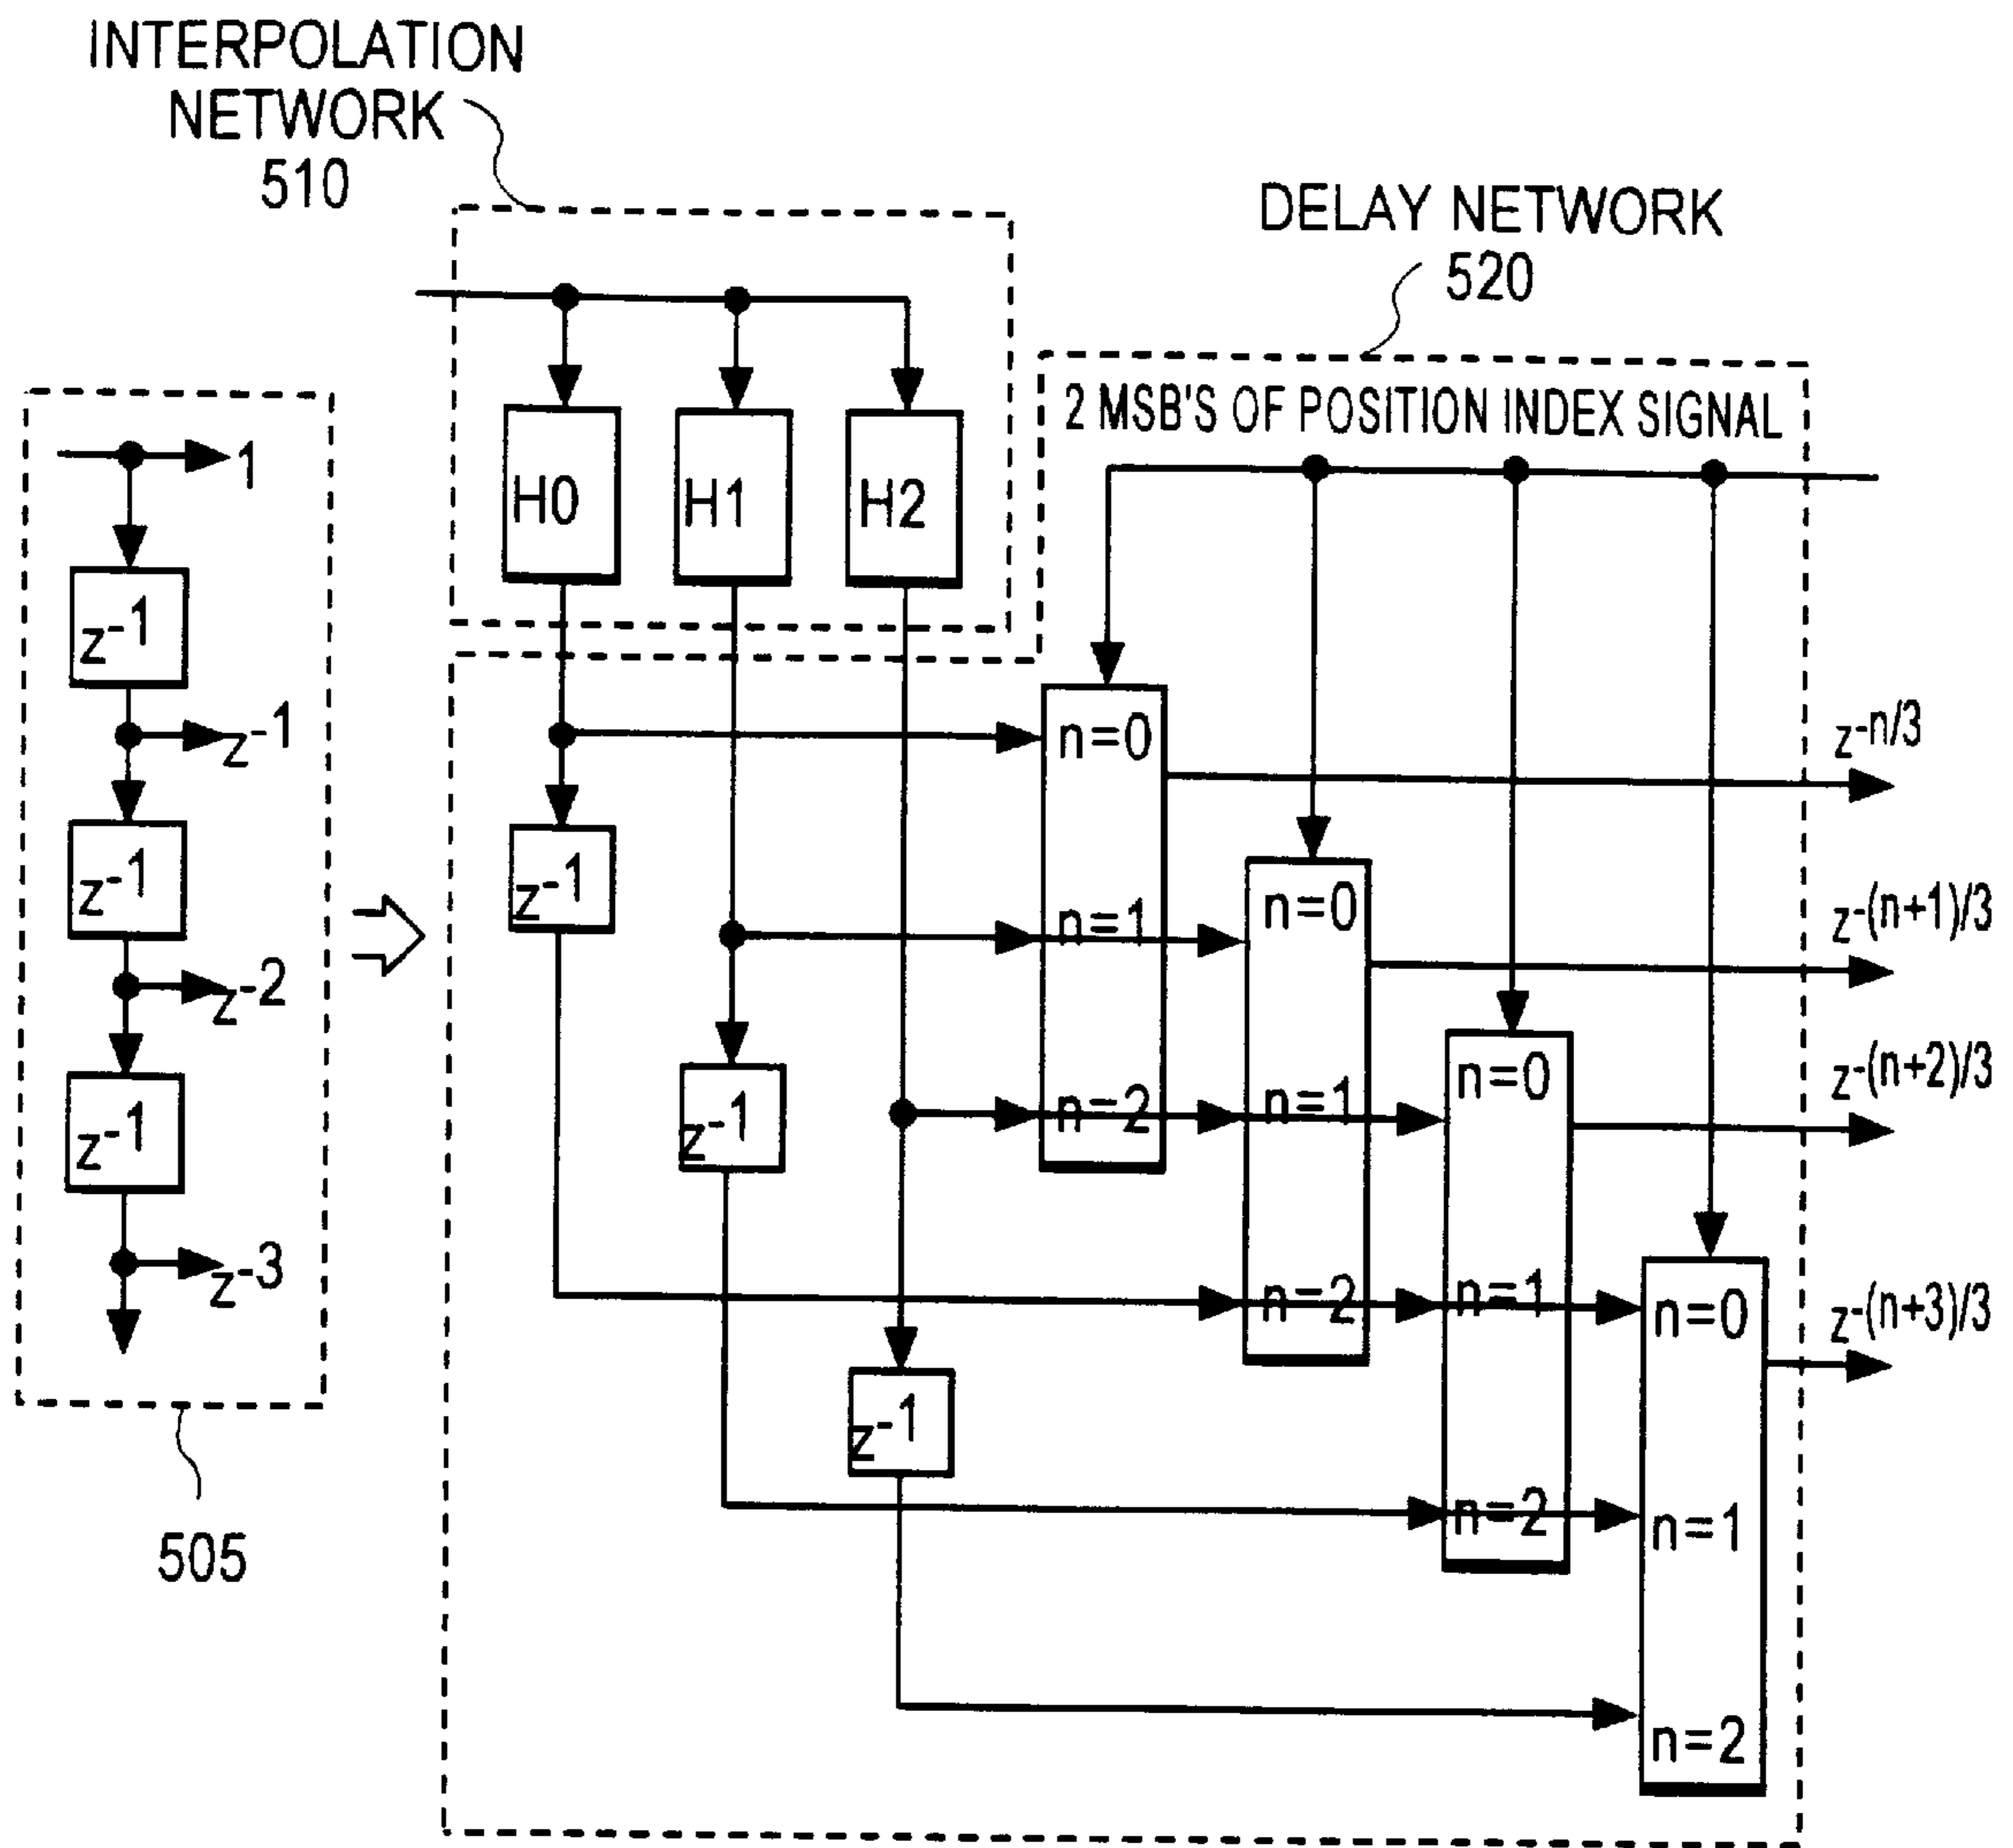 INTERPOLATION
NETWORK
510
DELAY NETWORK
520
2 MSB'S OF POSITION INDEX SIGNAL
1
z-1
z-1
z-1
z-2
z-1
z-3
505
H0
H1
H2
z-1
z-1
z-1
n=0
n=1
n=2
n=0
n=1
n=2
n=0
n=1
n=2
n=0
n=1
n=2
z-n/3
z-(n+1)/3
z-(n+2)/3
z-(n+3)/3